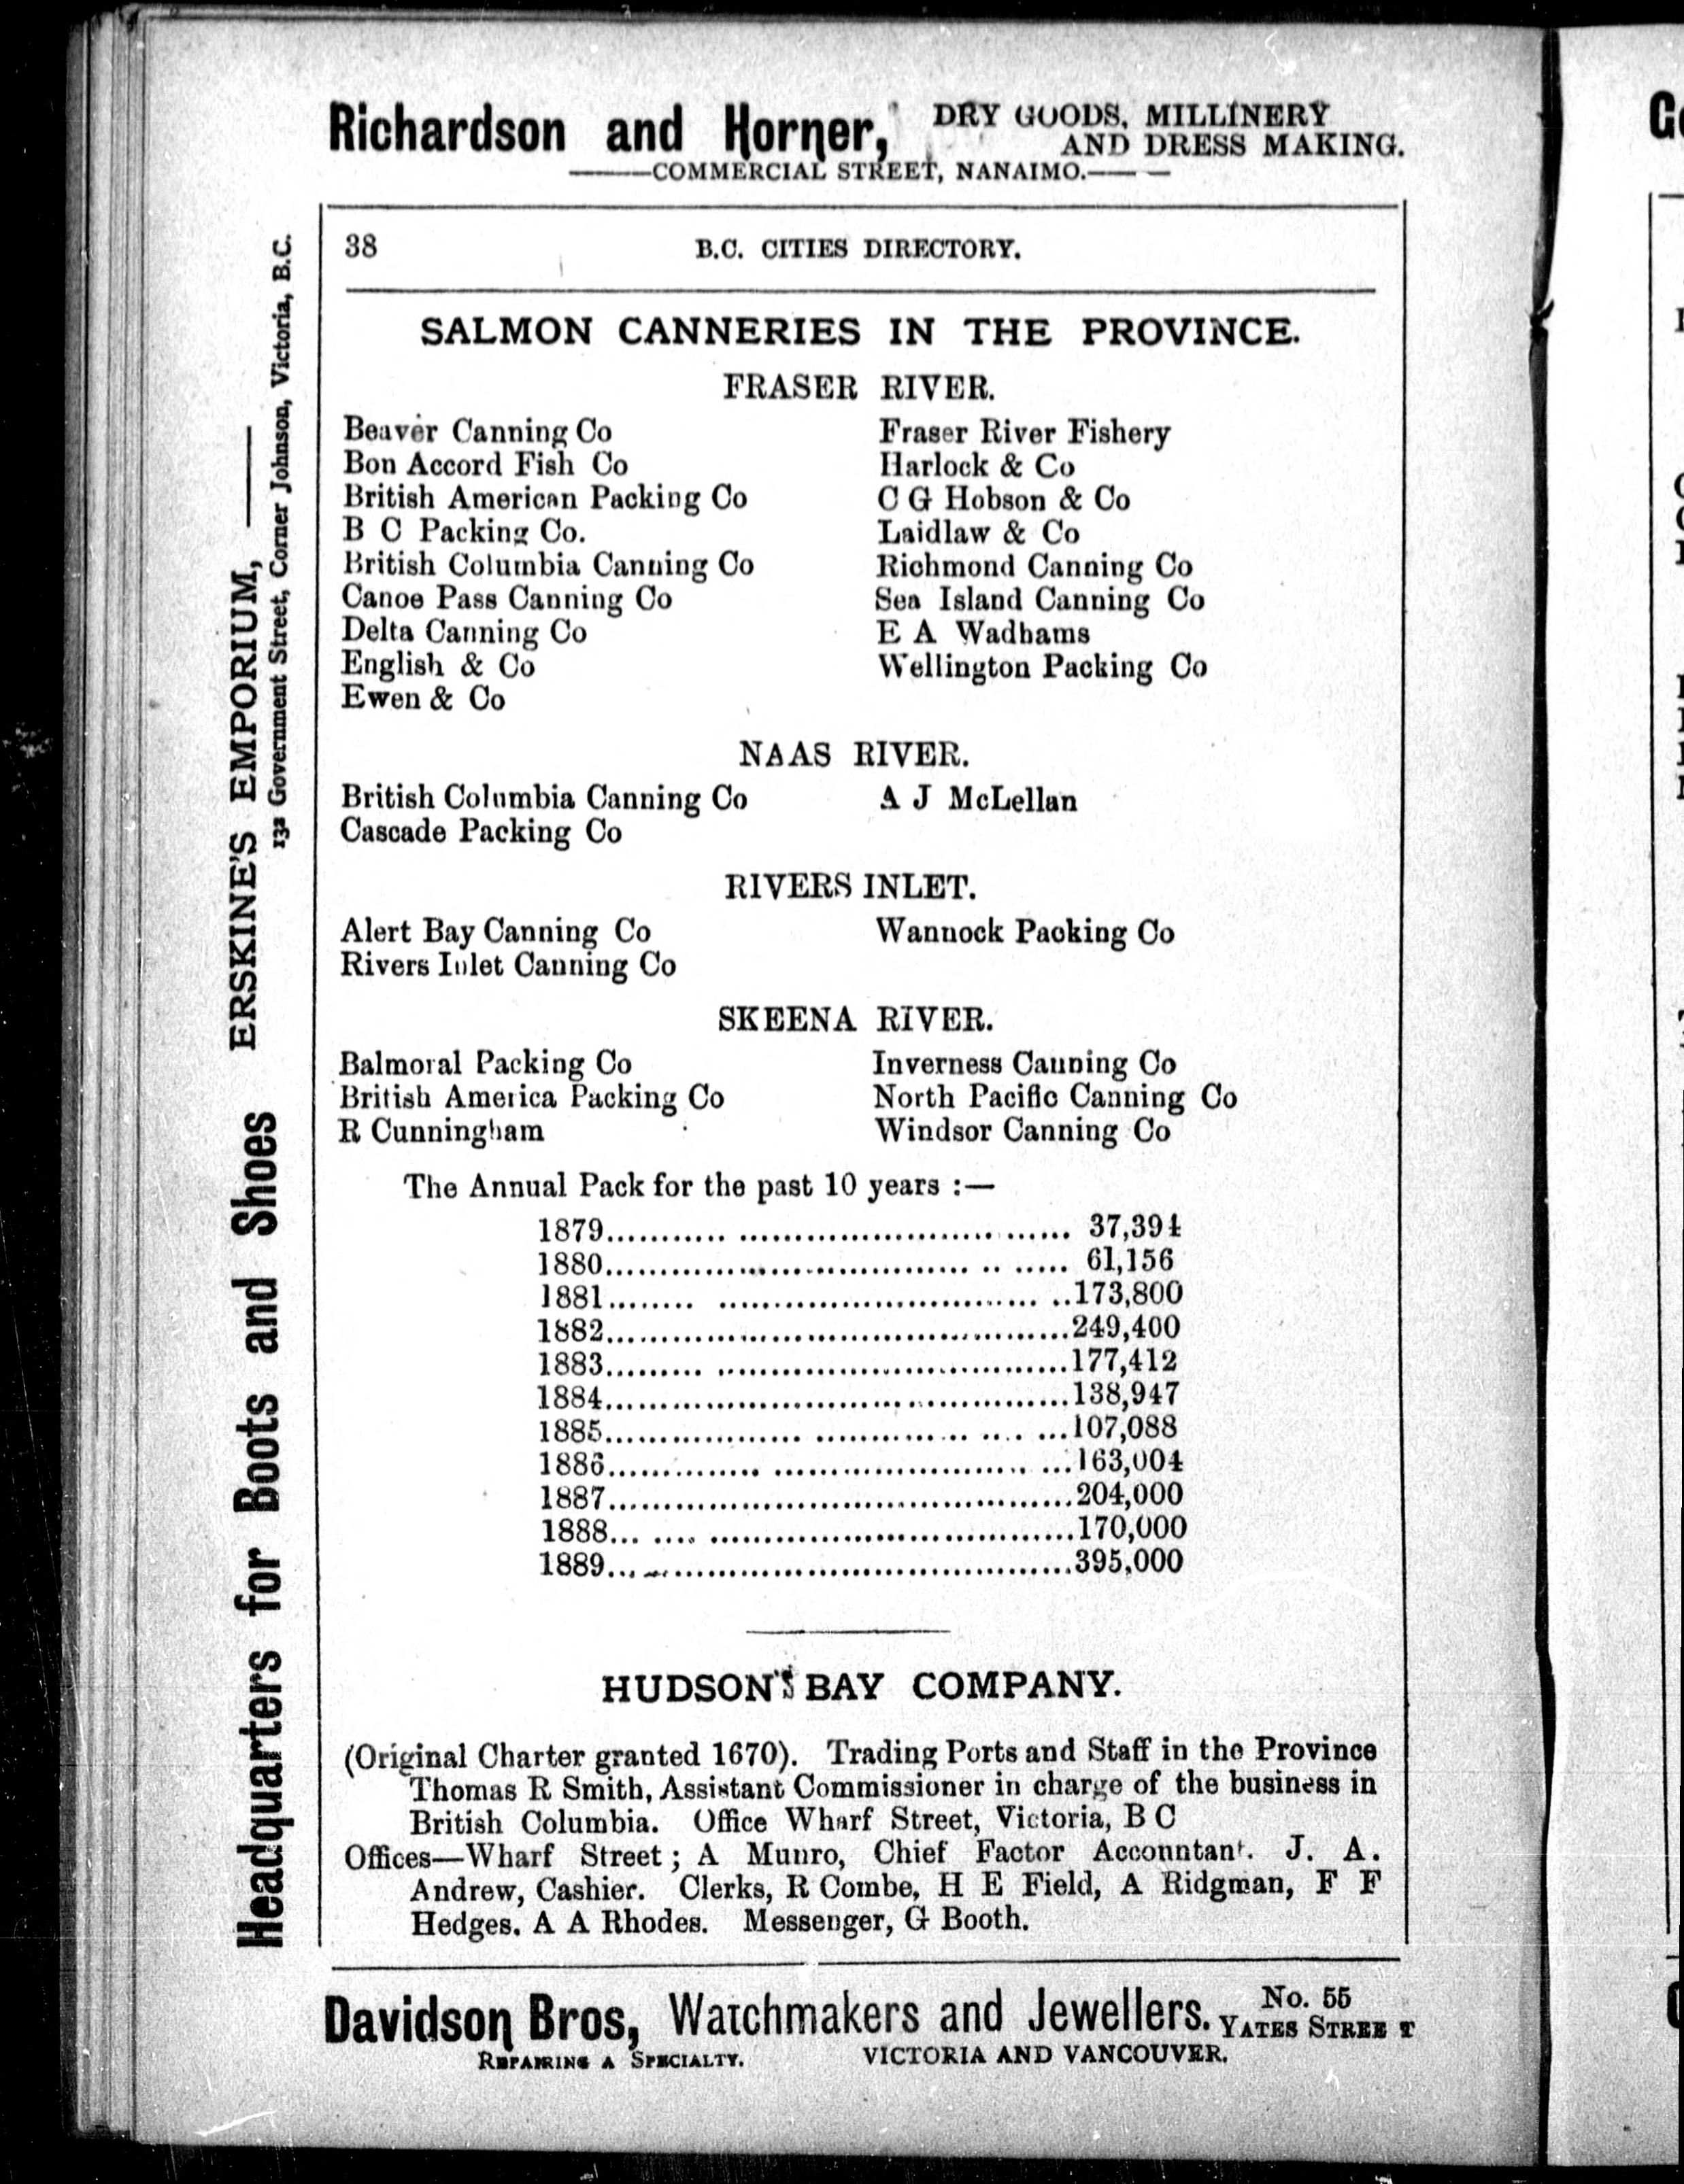 Richardson and Horner, DRY GOODS, MILLINERY
AND DRESS MAKING.
COMMERCIAL STREET, NANAIMO.
38 B.C. CITIES DIRECTORY.
SALMON CANNERIES IN THE PROVINCE.
FRASER RIVER.
Beaver Canning Co
Bon Accord Fish Co
British American Packing Co
B C Packing Co.
British Columbia Canning Co
Canoe Pass Canning Co
Delta Canning Co
English & Co
Ewen & Co
Fraser River Fishery
Harlock & Co
C G Hobson & Co
Laidlaw & Co
Richmond Canning Co
Sea Island Canning Co
E A Wadhams
Wellington Packing Co
NAAS RIVER.
British Columbia Canning Co
Cascade Packing Co
A J McLellan
RIVERS INLET.
Alert Bay Canning Co
Rivers Inlet Canning Co
Wannock Packing Co
SKEENA RIVER.
Balmoral Packing Co
British America Packing Co
R Cunningham
Inverness Canning Co
North Pacific Canning Co
Windsor Canning Co
The Annual Pack for the past 10 years :—
1879........ 37,394
1880........ 61,156
1881........173,800
1882........249,400
1883........177,412
1884........138,947
1885........107,088
1886........163,004
1887........204,000
1888........170,000
1889........395,000
HUDSON'S BAY COMPANY.
(Original Charter granted 1670). Trading Ports and Staff in the Province
Thomas R Smith, Assistant Commissioner in charge of the business in
British Columbia. Office Wharf Street, Victoria, B C
Offices—Wharf Street; A Munro, Chief Factor Acconntant. J. A.
Andrew, Cashier. Clerks, R Combe, H E Field, A Ridgman, F F
Hedges. A A Rhodes. Messenger, G Booth.
Davidson Bros, Watchmakers and Jewellers. No. 55
YATES STREET
REPAIRING A SPECIALTY. VICTORIA AND VANCOUVER.
Headquarters for Boots and Shoes ERSKINE'S EMPORIUM,
132 Government Street, Corner Johnson, Victoria, B.C.